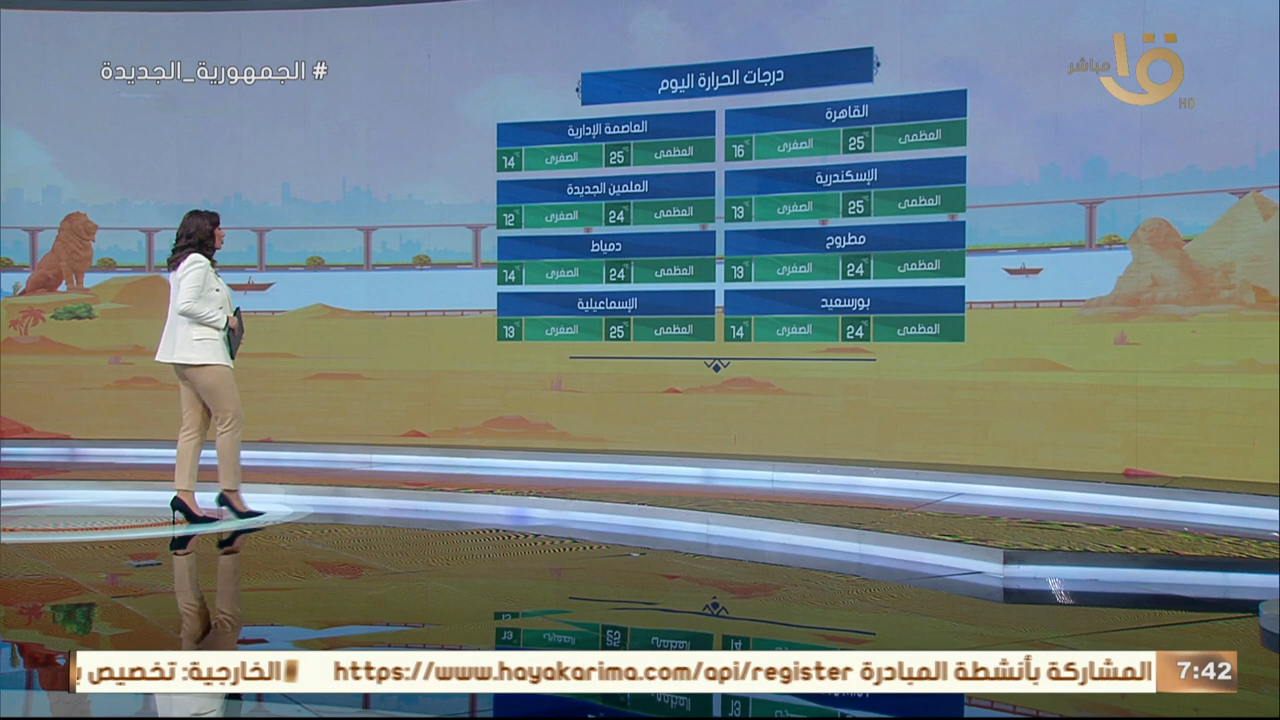 # الجمهورية_الجديدة
مباشر
HD
درجات الحرارة اليوم
القاهرة
العظمى 25 الصغرى 16
العاصمة الإدارية
العظمى 25 الصغرى 14
الإسكندرية
العظمى 25 الصغرى 13
العلمين الجديدة
العظمى 24 الصغرى 12
مطروح
العظمى 24 الصغرى 13
دمياط
العظمى 24 الصغرى 14
بورسعيد
العظمى 24 الصغرى 14
الإسماعيلية
العظمى 25 الصغرى 13
7:42
المشاركة بأنشطة المبادرة https://www.hayakarima.com/api/register الخارجية: تخصيص